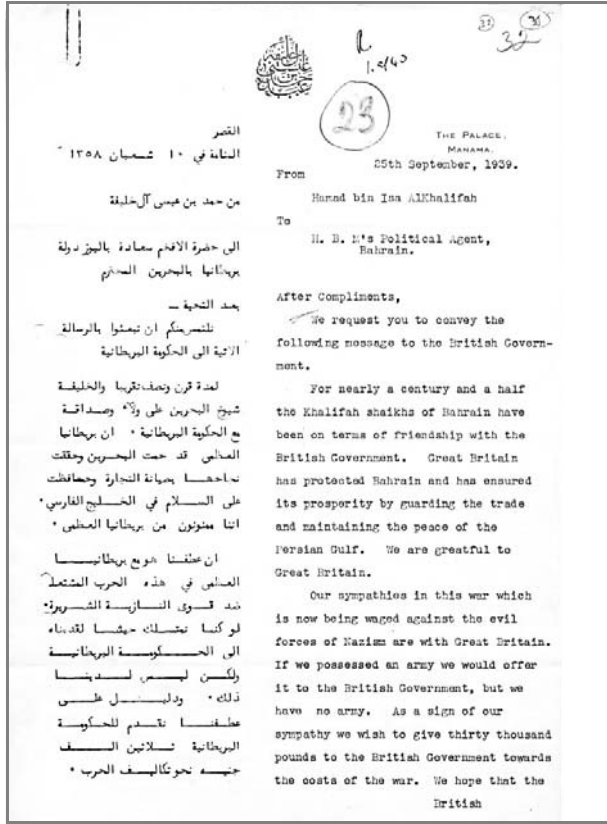 32
23
القصر
المنامة في ١٠ شعبان ١٣٥٨
من حمد بن عيسى آل خليفة
الى حضرة الافخم سعادة باليوز دولة
بريطانيا بالبحرين المحترم
بعد التحية –
نلتمس منكم ان تبعثوا بالرسالة
الاتية الى الحكومة البريطانية
لمدة قرن ونصف تقريبا والخليفة
شيوخ البحرين على ولاء وصداقة
مع الحكومة البريطانية ٠ ان بريطانيا
العظمى قد حمت البحرين وحققت
نجاحها بصيانة التجارة وحافظت
على السلام في الخليج الفارسي ٠
اننا ممنونون من بريطانيا العظمى ٠
ان عطفنا هو مع بريطانيا
العظمى في هذه الحرب المشتعلة
ضد قوى النازية الشريرة٠
لو كنا نمتلك جيشا لقدمناه
الى الحكومة البريطانية
ولكن ليس لدينا
ذلك ٠ ودليل على
عطفنا نقدم للحكومة
البريطانية ثلاثين الف
جنيه نحو تكاليف الحرب ٠
THE PALACE,
MANAMA.
25th September, 1939.
From
Hamad bin Isa AlKhalifah
To
H. B. M's Political Agent,
Bahrain.
After Compliments,
We request you to convey the
following message to the British Govern-
ment.
For nearly a century and a half
the Khalifah shaikhs of Bahrain have
been on terms of friendship with the
British Government. Great Britain
has protected Bahrain and has ensured
its prosperity by guarding the trade
and maintaining the peace of the
Persian Gulf. We are greatful to
Great Britain.
Our sympathies in this war which
is now being waged against the evil
forces of Nazism are with Great Britain.
If we possessed an army we would offer
it to the British Government, but we
have no army. As a sign of our
sympathy we wish to give thirty thousand
pounds to the British Government towards
the costs of the war. We hope that the
British